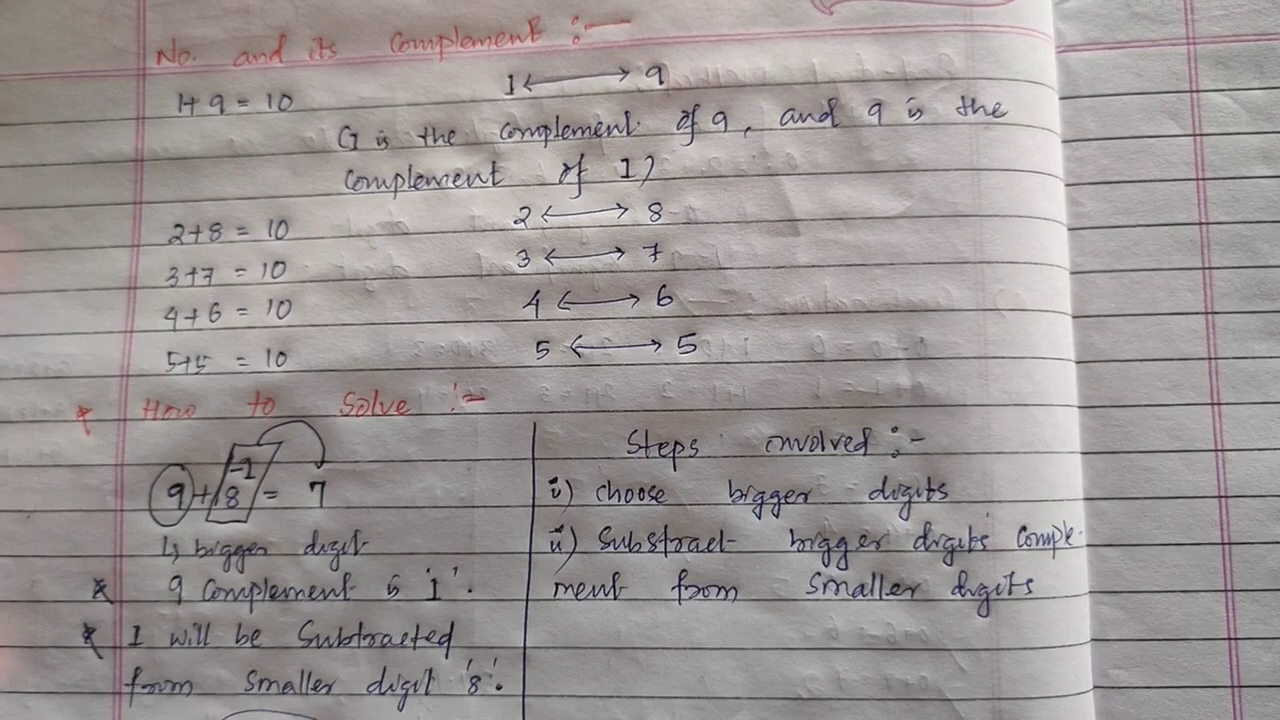 No. and its Complement :-
1+9 = 10
1 ⟷ 9
(1 is the complement of 9, and 9 is the
complement of 1)
2+8 = 10 2 ⟷ 8
3+7 = 10 3 ⟷ 7
4+6 = 10 4 ⟷ 6
5+5 = 10 5 ⟷ 5
* How to Solve :-
-1
9+8 = 7
↳ bigger digit
* 9 Complement is '1'.
* 1 will be Subtracted
from Smaller digit '8'.
Steps involved :-
i) choose bigger digits
ii) Substract bigger digits comple-
ment from Smaller digits